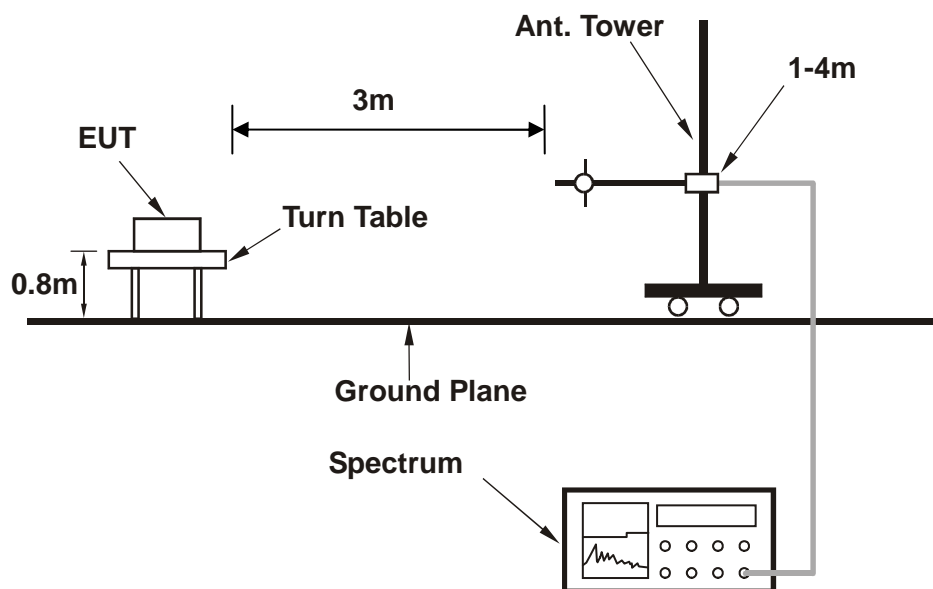 Ant. Tower
1-4m
3m
EUT
Turn Table
0.8m
Ground Plane
Spectrum